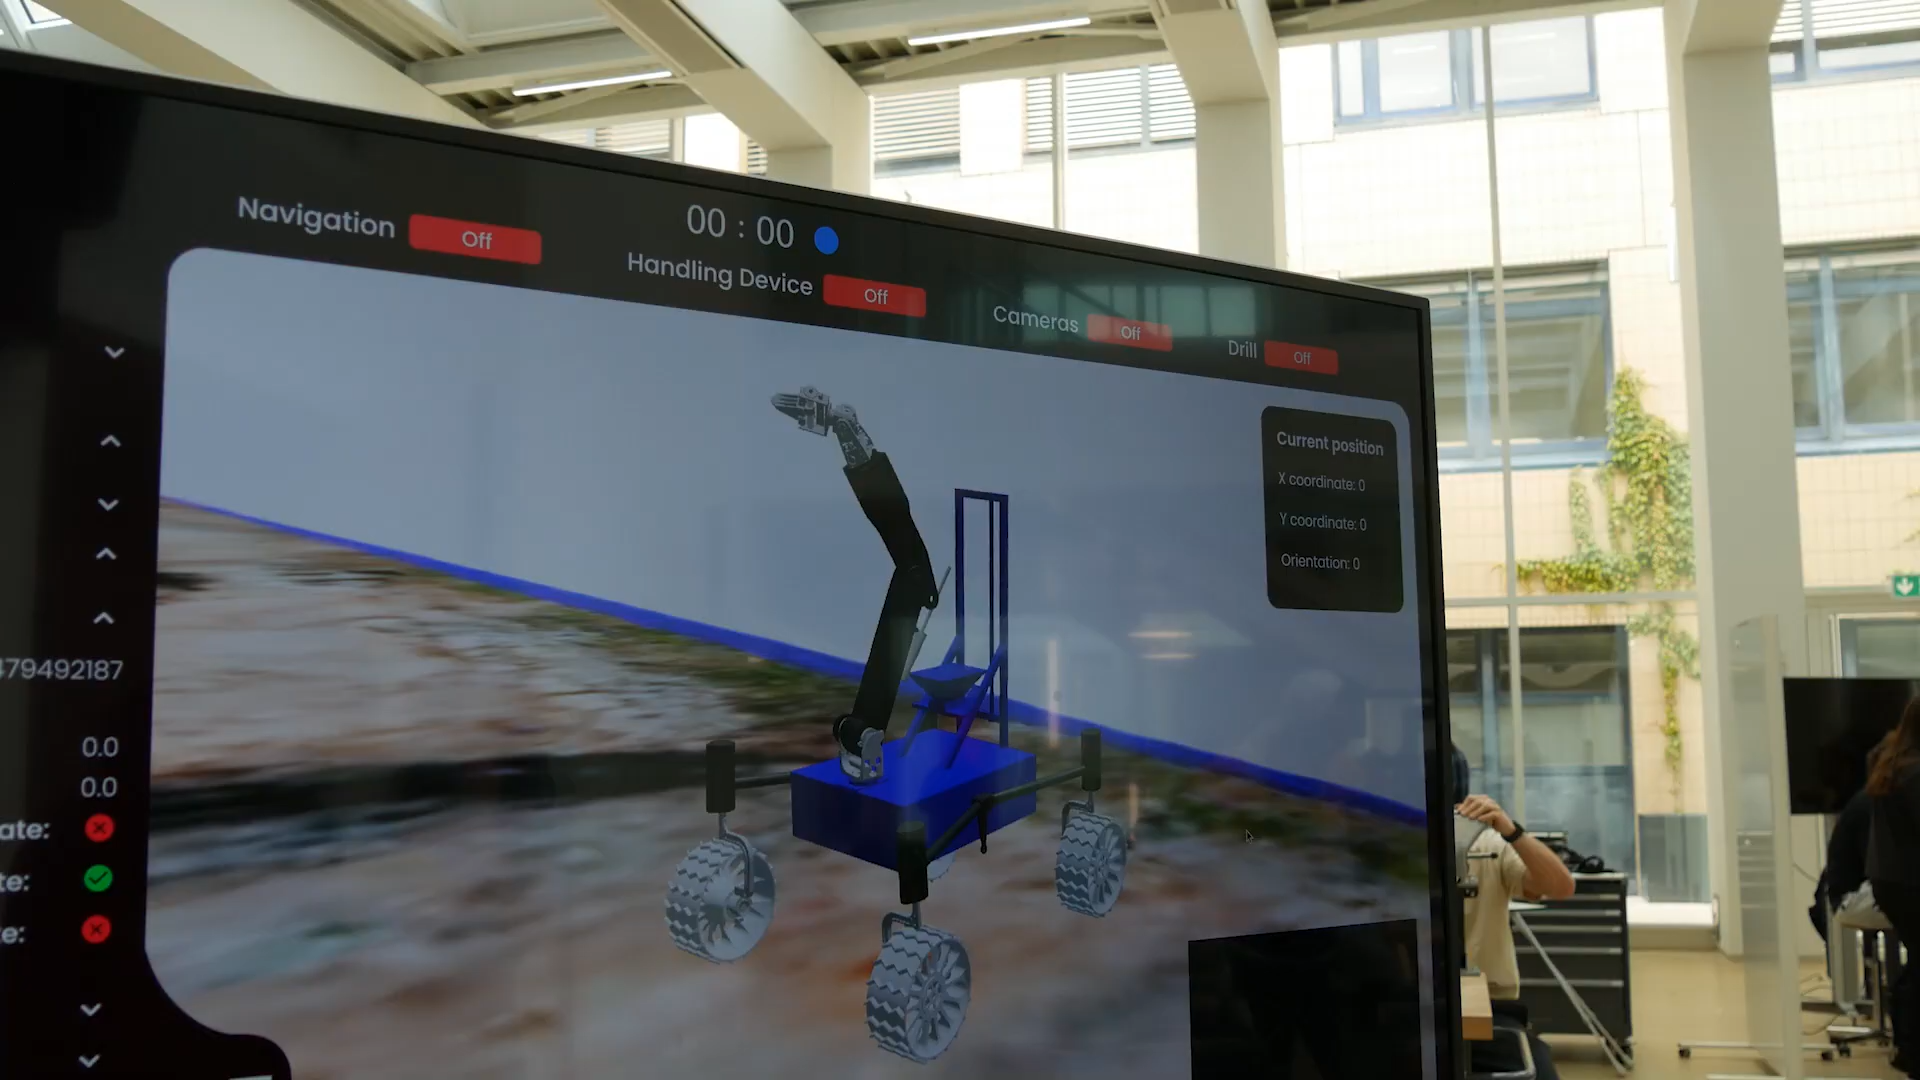 00 : 00
Navigation Off
Handling Device Off
Cameras Off
Drill Off
Current position
X coordinate: 0
Y coordinate: 0
Orientation: 0
479492187
0.0
0.0
ate:
te:
e: